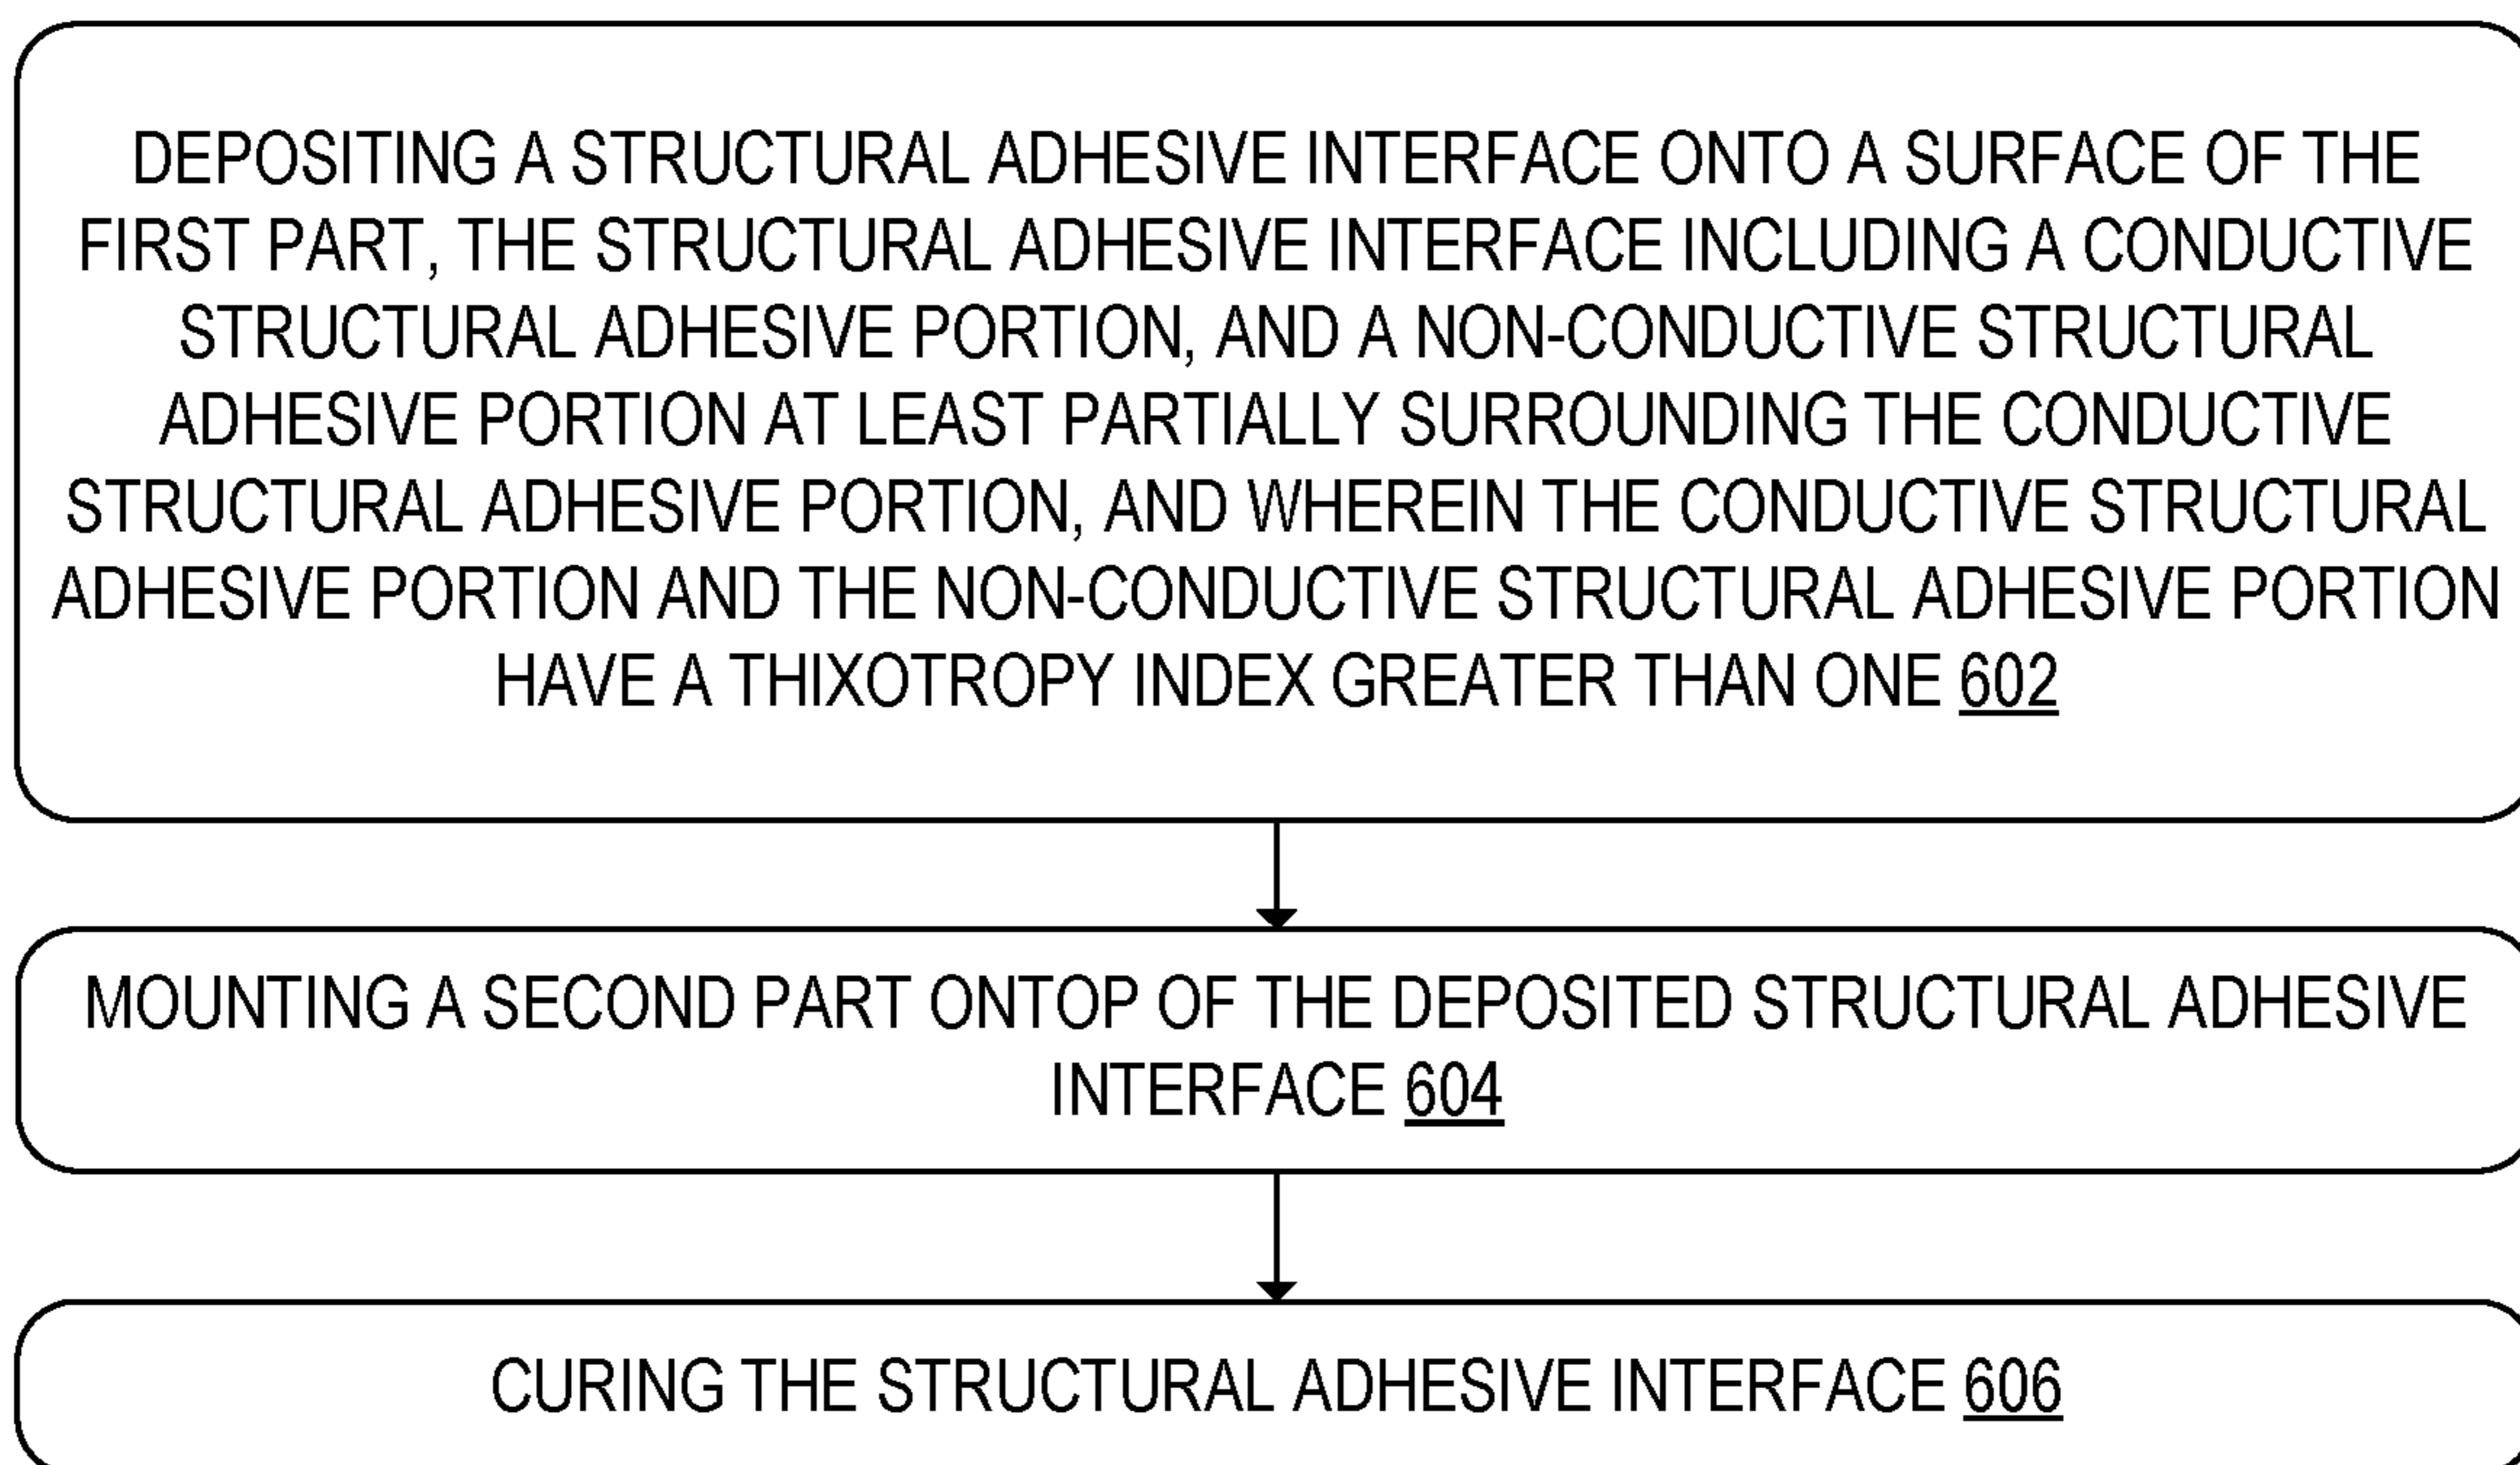 DEPOSITING A STRUCTURAL ADHESIVE INTERFACE ONTO A SURFACE OF THE
FIRST PART, THE STRUCTURAL ADHESIVE INTERFACE INCLUDING A CONDUCTIVE
STRUCTURAL ADHESIVE PORTION, AND A NON-CONDUCTIVE STRUCTURAL
ADHESIVE PORTION AT LEAST PARTIALLY SURROUNDING THE CONDUCTIVE
STRUCTURAL ADHESIVE PORTION, AND WHEREIN THE CONDUCTIVE STRUCTURAL
ADHESIVE PORTION AND THE NON-CONDUCTIVE STRUCTURAL ADHESIVE PORTION
HAVE A THIXOTROPY INDEX GREATER THAN ONE 602
MOUNTING A SECOND PART ONTOP OF THE DEPOSITED STRUCTURAL ADHESIVE
INTERFACE 604
CURING THE STRUCTURAL ADHESIVE INTERFACE 606